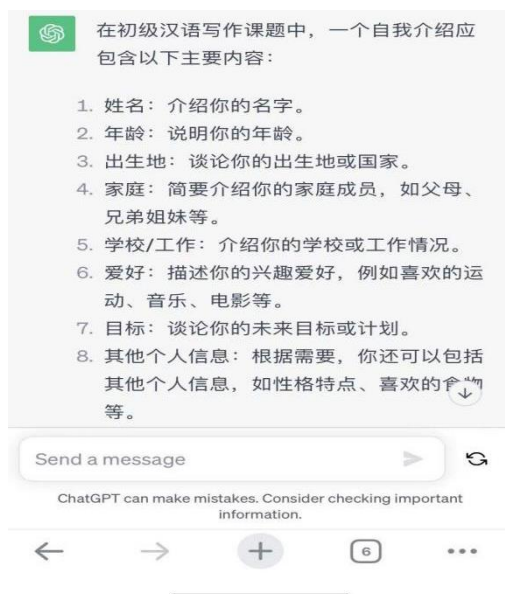 在初级汉语写作课题中，一个自我介绍应
包含以下主要内容：
1. 姓名：介绍你的名字。
2. 年龄：说明你的年龄。
3. 出生地：谈论你的出生地或国家。
4. 家庭：简要介绍你的家庭成员，如父母、
兄弟姐妹等。
5. 学校/工作：介绍你的学校或工作情况。
6. 爱好：描述你的兴趣爱好，例如喜欢的运
动、音乐、电影等。
7. 目标：谈论你的未来目标或计划。
8. 其他个人信息：根据需要，你还可以包括
其他个人信息，如性格特点、喜欢的食物
等。
Send a message
ChatGPT can make mistakes. Consider checking important
information.
6